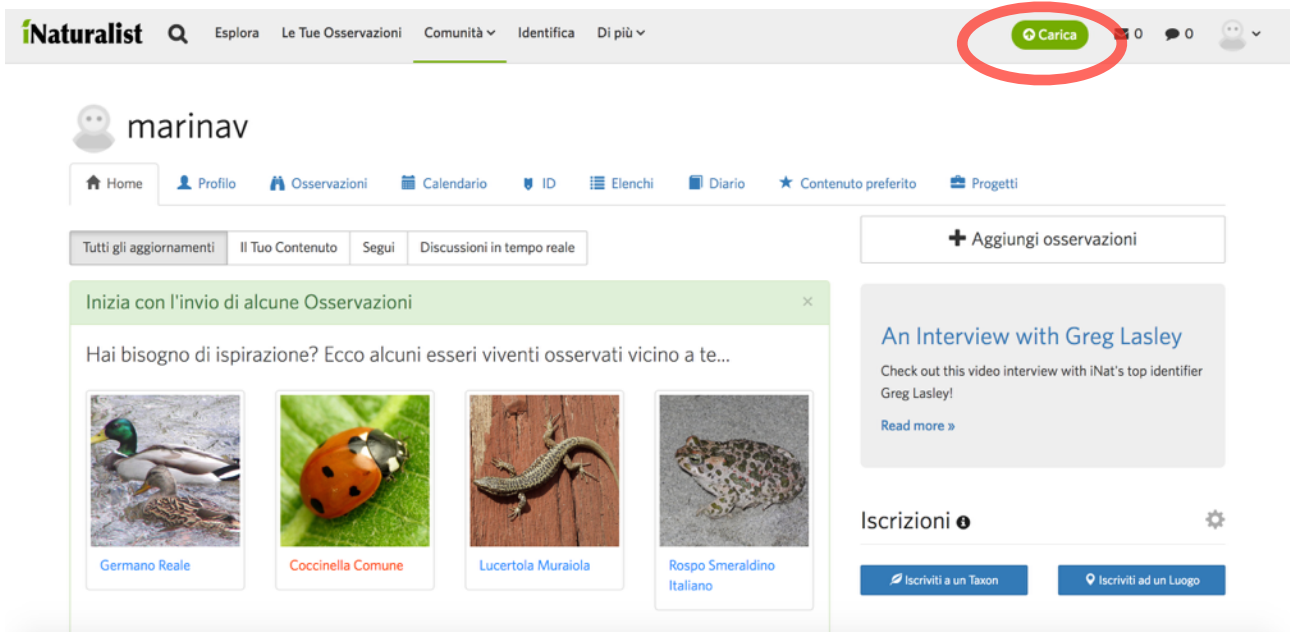 iNaturalist Esplora Le Tue Osservazioni Comunità Identifica Di più Carica 0 0
marinav
Home Profilo Osservazioni Calendario ID Elenchi Diario Contenuto preferito Progetti
Tutti gli aggiornamenti Il Tuo Contenuto Segui Discussioni in tempo reale
Inizia con l'invio di alcune Osservazioni ×
Hai bisogno di ispirazione? Ecco alcuni esseri viventi osservati vicino a te...
Germano Reale
Coccinella Comune
Lucertola Muraiola
Rospo Smeraldino
Italiano
Aggiungi osservazioni
An Interview with Greg Lasley
Check out this video interview with iNat's top identifier
Greg Lasley!
Read more »
Iscrizioni
Iscriviti a un Taxon
Iscriviti ad un Luogo